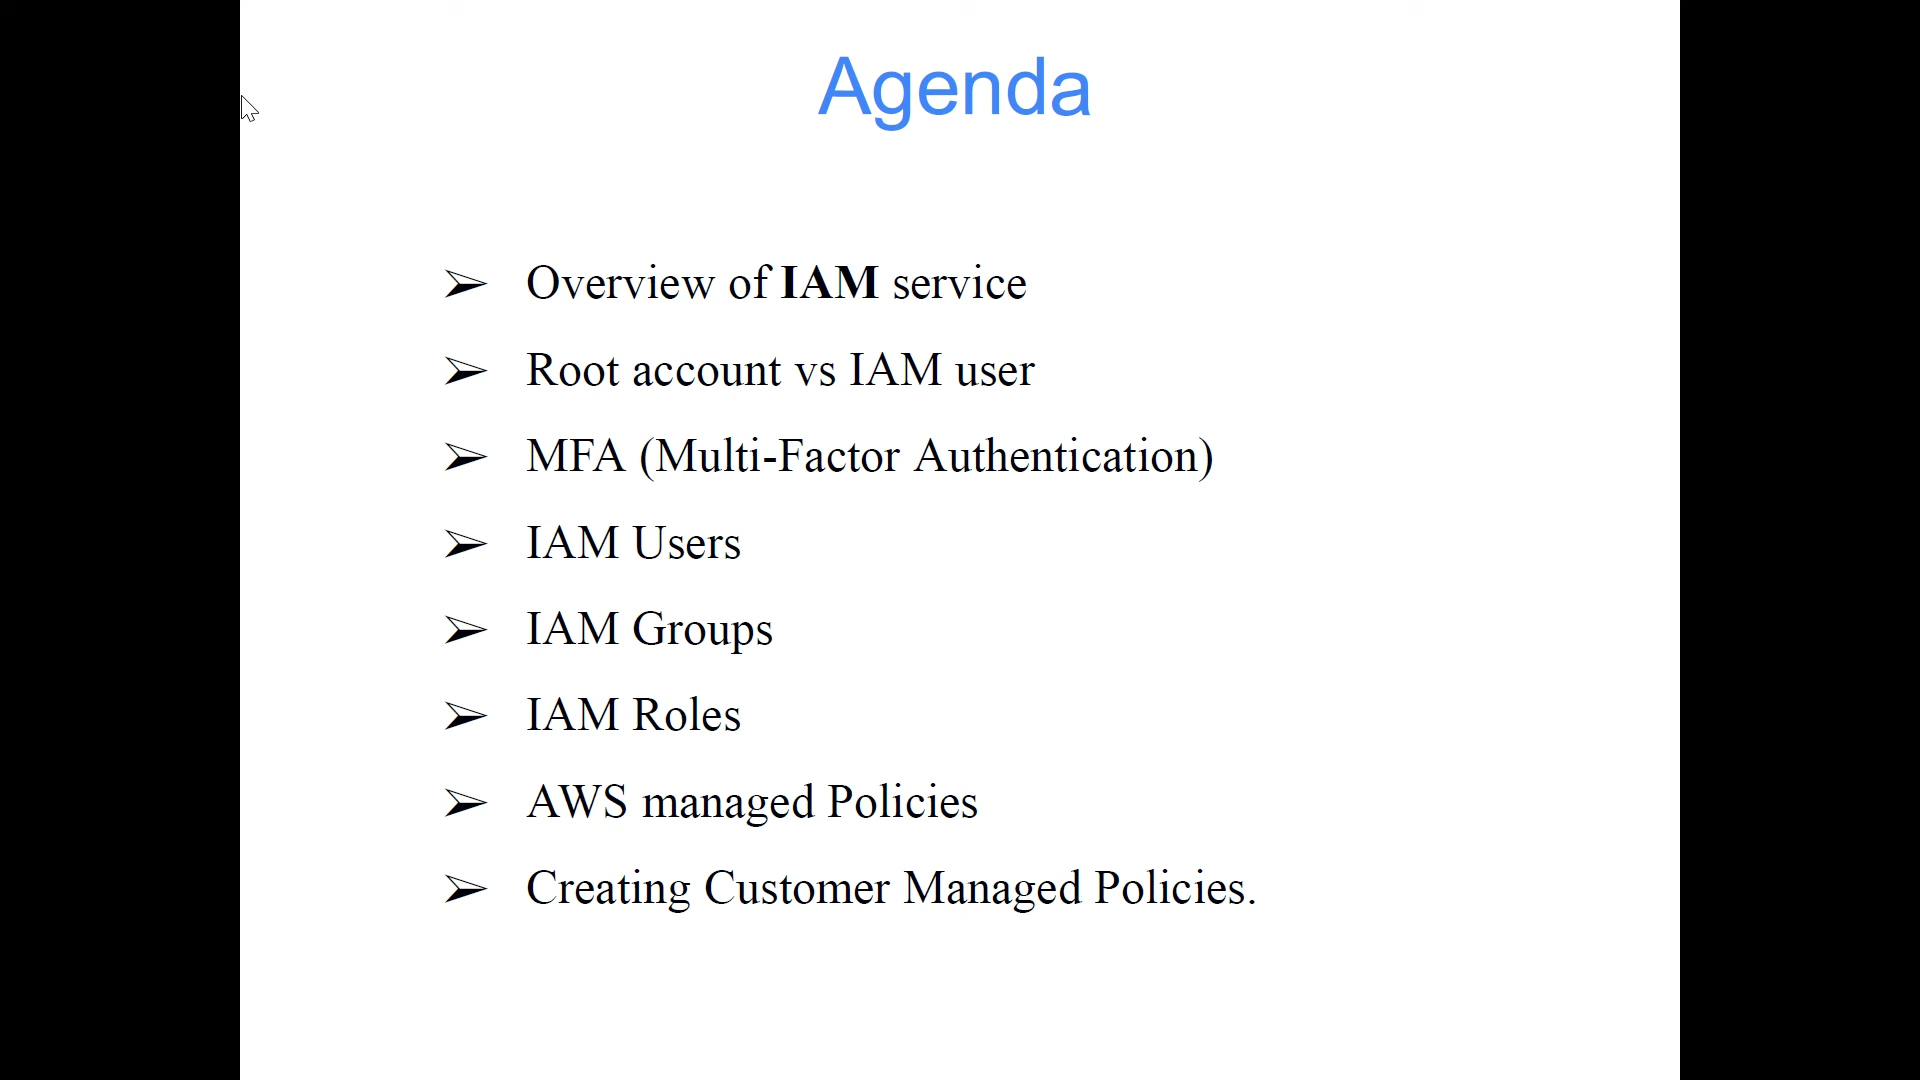 Agenda
➢ Overview of IAM service
➢ Root account vs IAM user
➢ MFA (Multi-Factor Authentication)
➢ IAM Users
➢ IAM Groups
➢ IAM Roles
➢ AWS managed Policies
➢ Creating Customer Managed Policies.